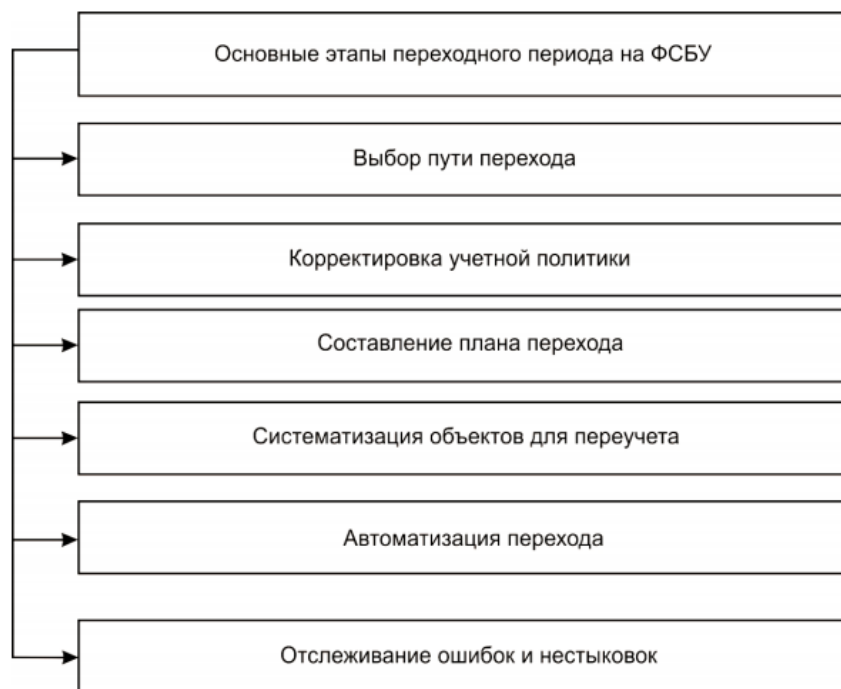 Основные этапы переходного периода на ФСБУ
Выбор пути перехода
Корректировка учетной политики
Составление плана перехода
Систематизация объектов для переучета
Автоматизация перехода
Отслеживание ошибок и нестыковок